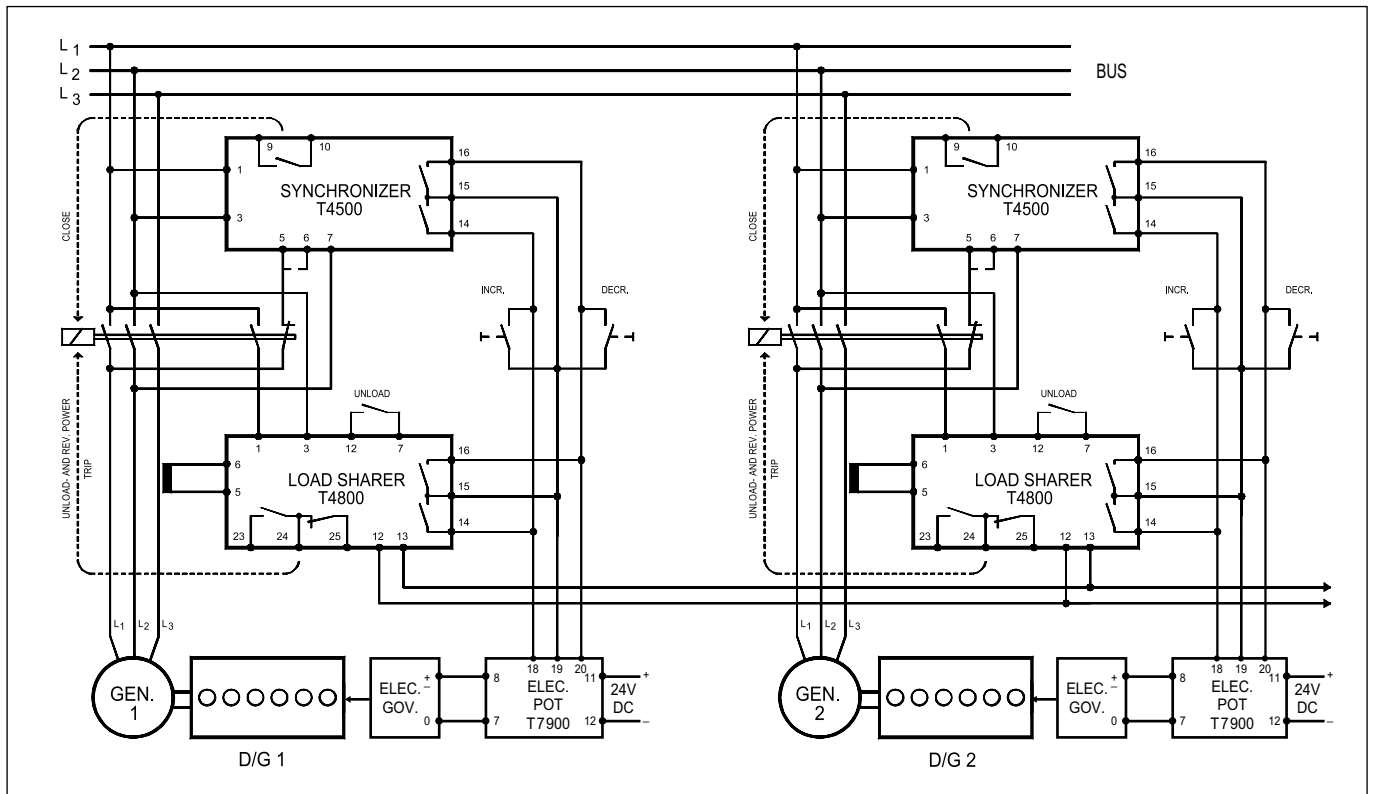 L1
L2
L3
BUS
9
10
1
3
SYNCHRONIZER
T4500
16
15
14
5
6
7
CLOSE
INCR.
DECR.
UNLOAD- AND REV. POWER
TRIP
UNLOAD
1
3
12
7
6
5
LOAD SHARER
T4800
16
15
14
23
24
25
12
13
L1
L2
L3
GEN.
1
D/G 1
+
–
0
ELEC.
GOV.
8
7
18
19
20
ELEC.
POT
T7900
11
12
+
24V
DC
–
9
10
1
3
SYNCHRONIZER
T4500
16
15
14
5
6
7
CLOSE
INCR.
DECR.
UNLOAD- AND REV. POWER
TRIP
UNLOAD
1
3
12
7
6
5
LOAD SHARER
T4800
16
15
14
23
24
25
12
13
L1
L2
L3
GEN.
2
D/G 2
+
–
0
ELEC.
GOV.
8
7
18
19
20
ELEC.
POT
T7900
11
12
+
24V
DC
–